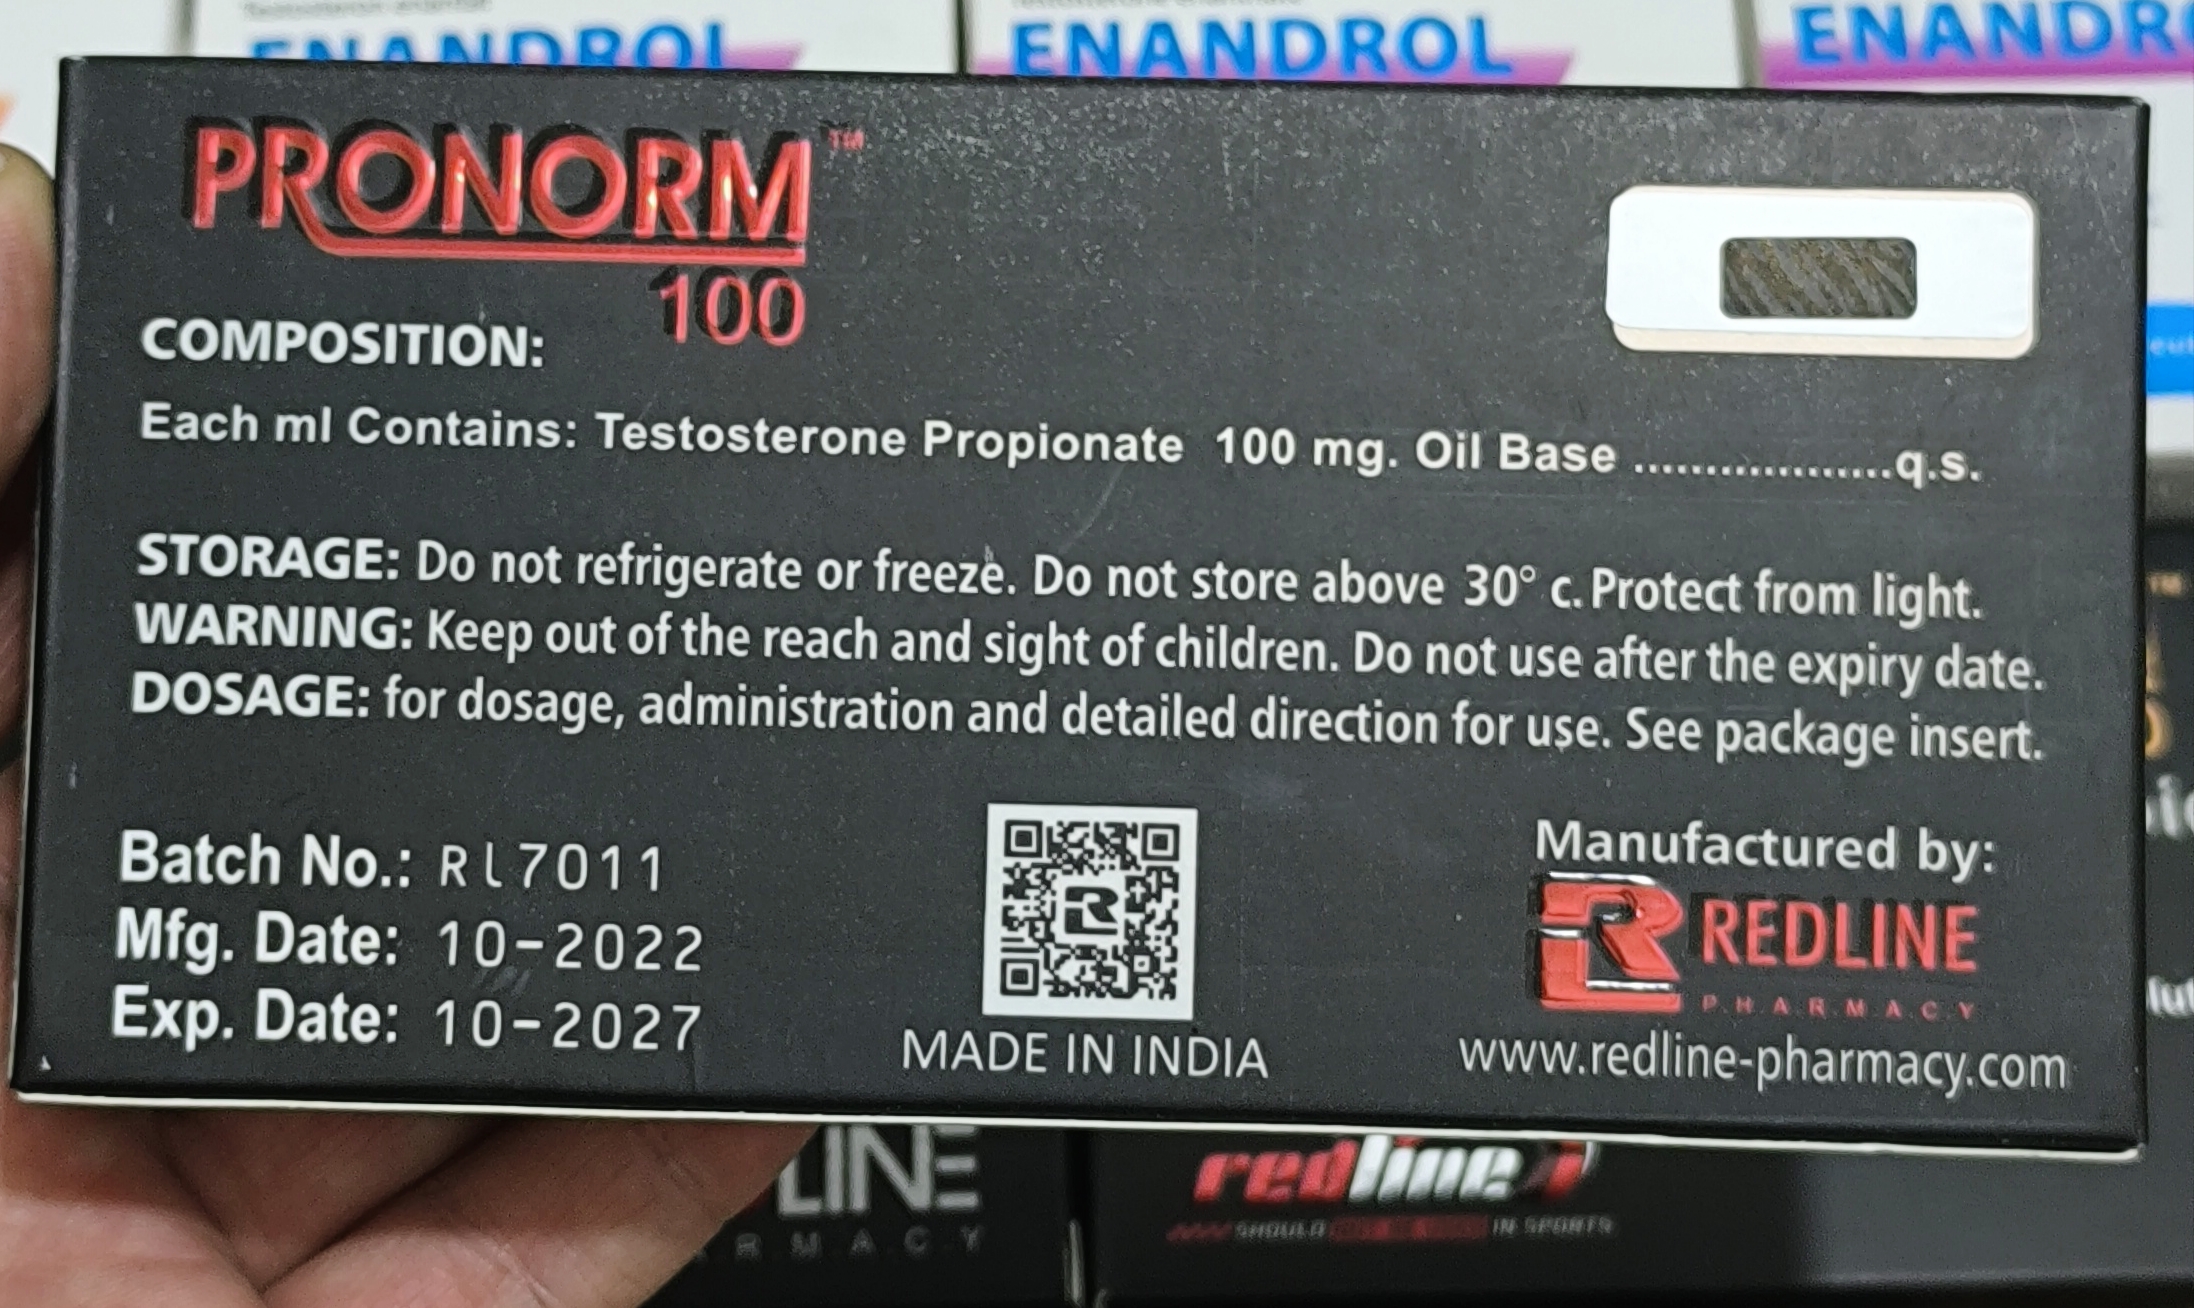 ENANDROL
ENANDROL
ENANDR
PRONORM™
100
COMPOSITION:
Each ml Contains: Testosterone Propionate 100 mg. Oil Base ..................q.s.
STORAGE: Do not refrigerate or freeze. Do not store above 30° c. Protect from light.
WARNING: Keep out of the reach and sight of children. Do not use after the expiry date.
DOSAGE: for dosage, administration and detailed direction for use. See package insert.
Batch No.: Rl7011
Mfg. Date: 10-2022
Exp. Date: 10-2027
MADE IN INDIA
Manufactured by:
REDLINE
PHARMACY
www.redline-pharmacy.com
LINE
RMACY
redline
SHOULD IN SPORTS